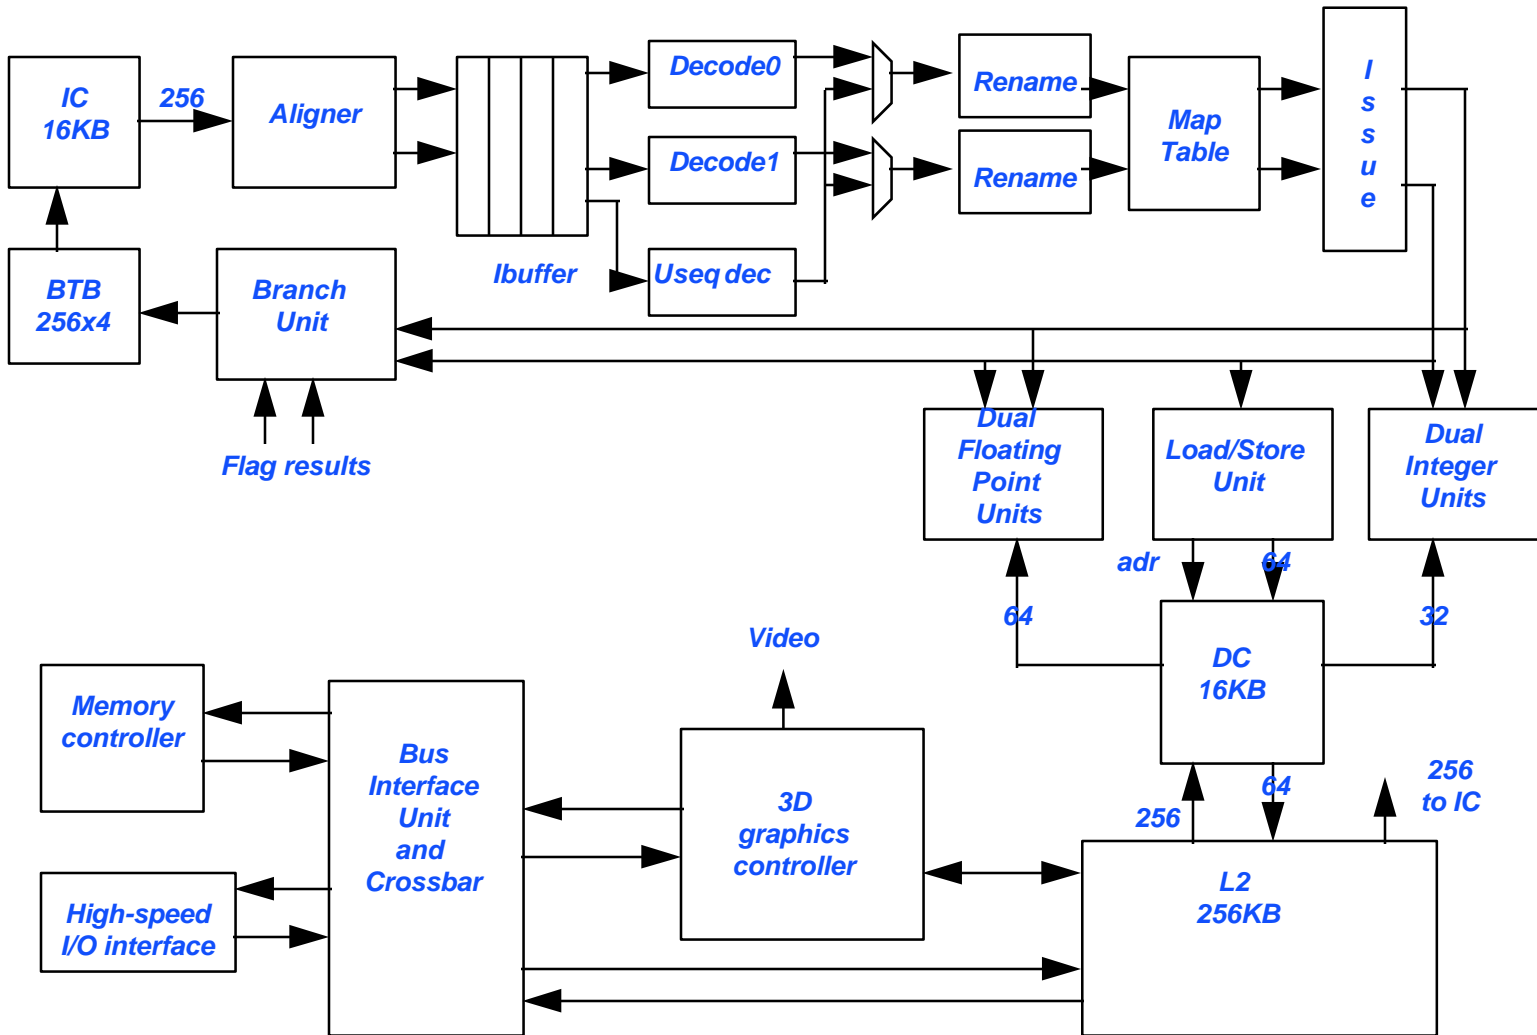 IC
16KB
256
Aligner
Ibuffer
Decode0
Decode1
Useq dec
Rename
Rename
Map
Table
I
s
s
u
e
BTB
256x4
Branch
Unit
Flag results
Dual
Floating
Point
Units
Load/Store
Unit
Dual
Integer
Units
adr
64
64
32
DC
16KB
Video
Memory
controller
Bus
Interface
Unit
and
Crossbar
3D
graphics
controller
256
64
256
to IC
High-speed
I/O interface
L2
256KB